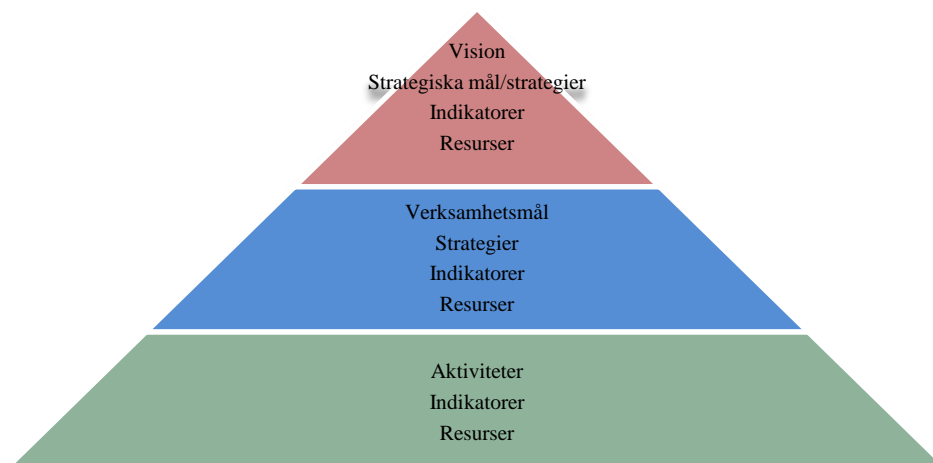 Vision
Strategiska mål/strategier
Indikatorer
Resurser
Verksamhetsmål
Strategier
Indikatorer
Resurser
Aktiviteter
Indikatorer
Resurser